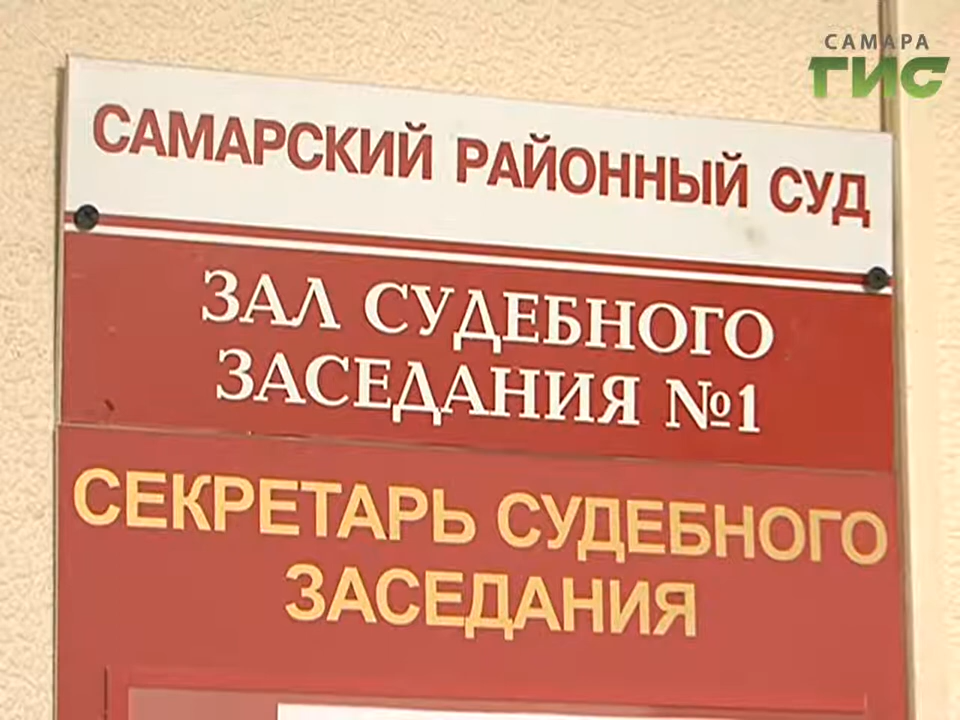 САМАРА
ГИС
САМАРСКИЙ РАЙОННЫЙ СУД
ЗАЛ СУДЕБНОГО
ЗАСЕДАНИЯ №1
СЕКРЕТАРЬ СУДЕБНОГО
ЗАСЕДАНИЯ